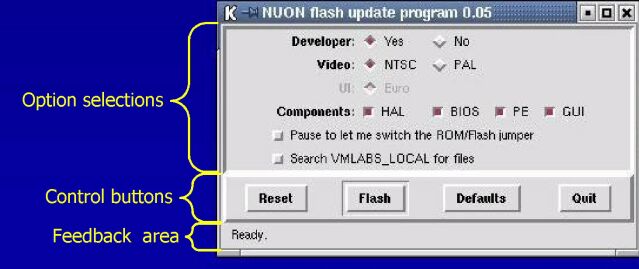 NUON flash update program 0.05
Developer: Yes No
Video: NTSC PAL
UI: Euro
Option selections
Components: HAL BIOS PE GUI
Pause to let me switch the ROM/Flash jumper
Search VMLABS_LOCAL for files
Control buttons
Reset Flash Defaults Quit
Feedback area
Ready.